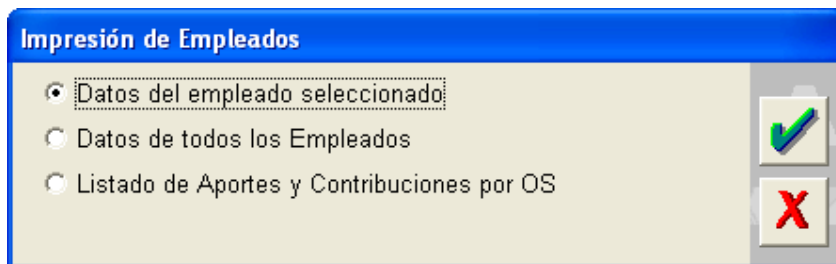 Impresión de Empleados
Datos del empleado seleccionado
Datos de todos los Empleados
Listado de Aportes y Contribuciones por OS